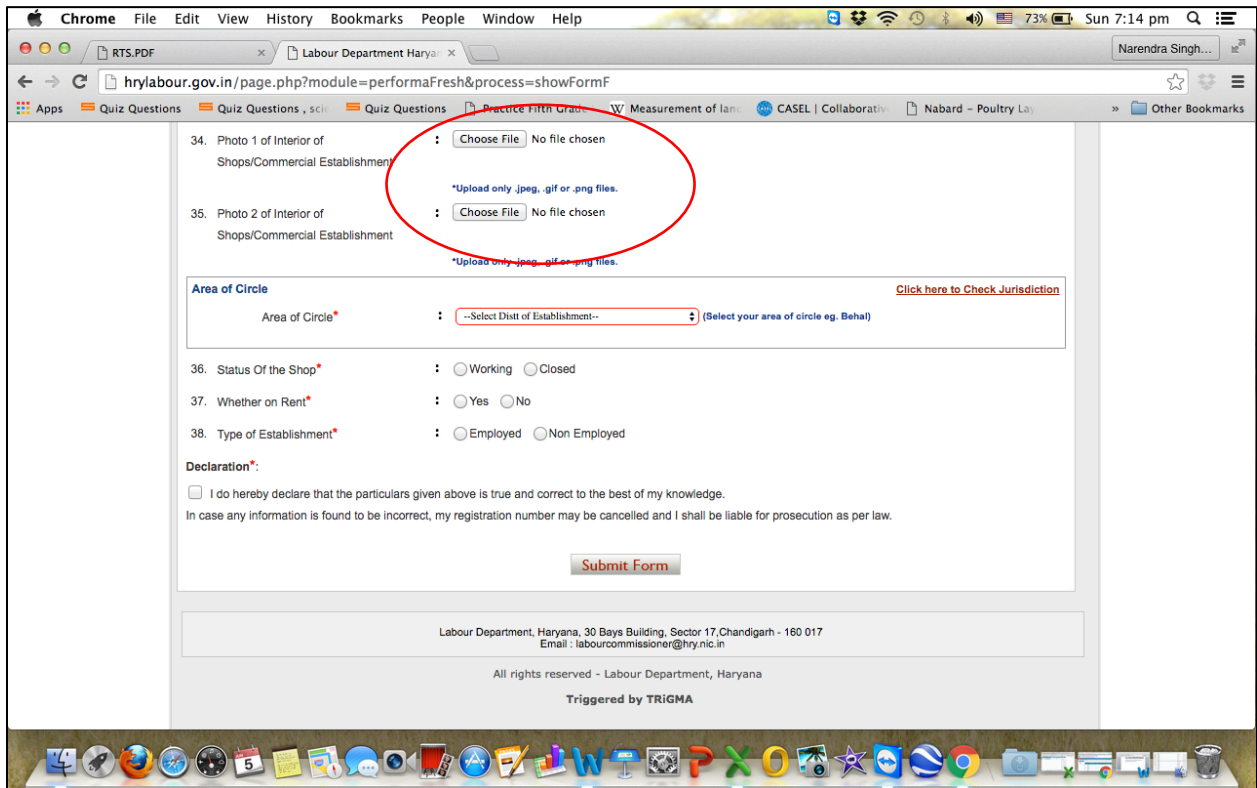 Chrome File Edit View History Bookmarks People Window Help 73% Sun 7:14 pm
RTS.PDF × Labour Department Haryan × Narendra Singh...
hrylabour.gov.in/page.php?module=performaFresh&process=showFormF
Apps Quiz Questions Quiz Questions , scie Quiz Questions Practice Fifth Grade W Measurement of land CASEL | Collaborative Nabard – Poultry Lay » Other Bookmarks
34. Photo 1 of Interior of : Choose File No file chosen
Shops/Commercial Establishment
*Upload only .jpeg, .gif or .png files.
35. Photo 2 of Interior of : Choose File No file chosen
Shops/Commercial Establishment
*Upload only .jpeg, .gif or .png files.
Area of Circle Click here to Check Jurisdiction
Area of Circle* : --Select Distt of Establishment-- (Select your area of circle eg. Behal)
36. Status Of the Shop* : Working Closed
37. Whether on Rent* : Yes No
38. Type of Establishment* : Employed Non Employed
Declaration*:
I do hereby declare that the particulars given above is true and correct to the best of my knowledge.
In case any information is found to be incorrect, my registration number may be cancelled and I shall be liable for prosecution as per law.
Submit Form
Labour Department, Haryana, 30 Bays Building, Sector 17,Chandigarh - 160 017
Email : labourcommissioner@hry.nic.in
All rights reserved - Labour Department, Haryana
Triggered by TRiGMA
5